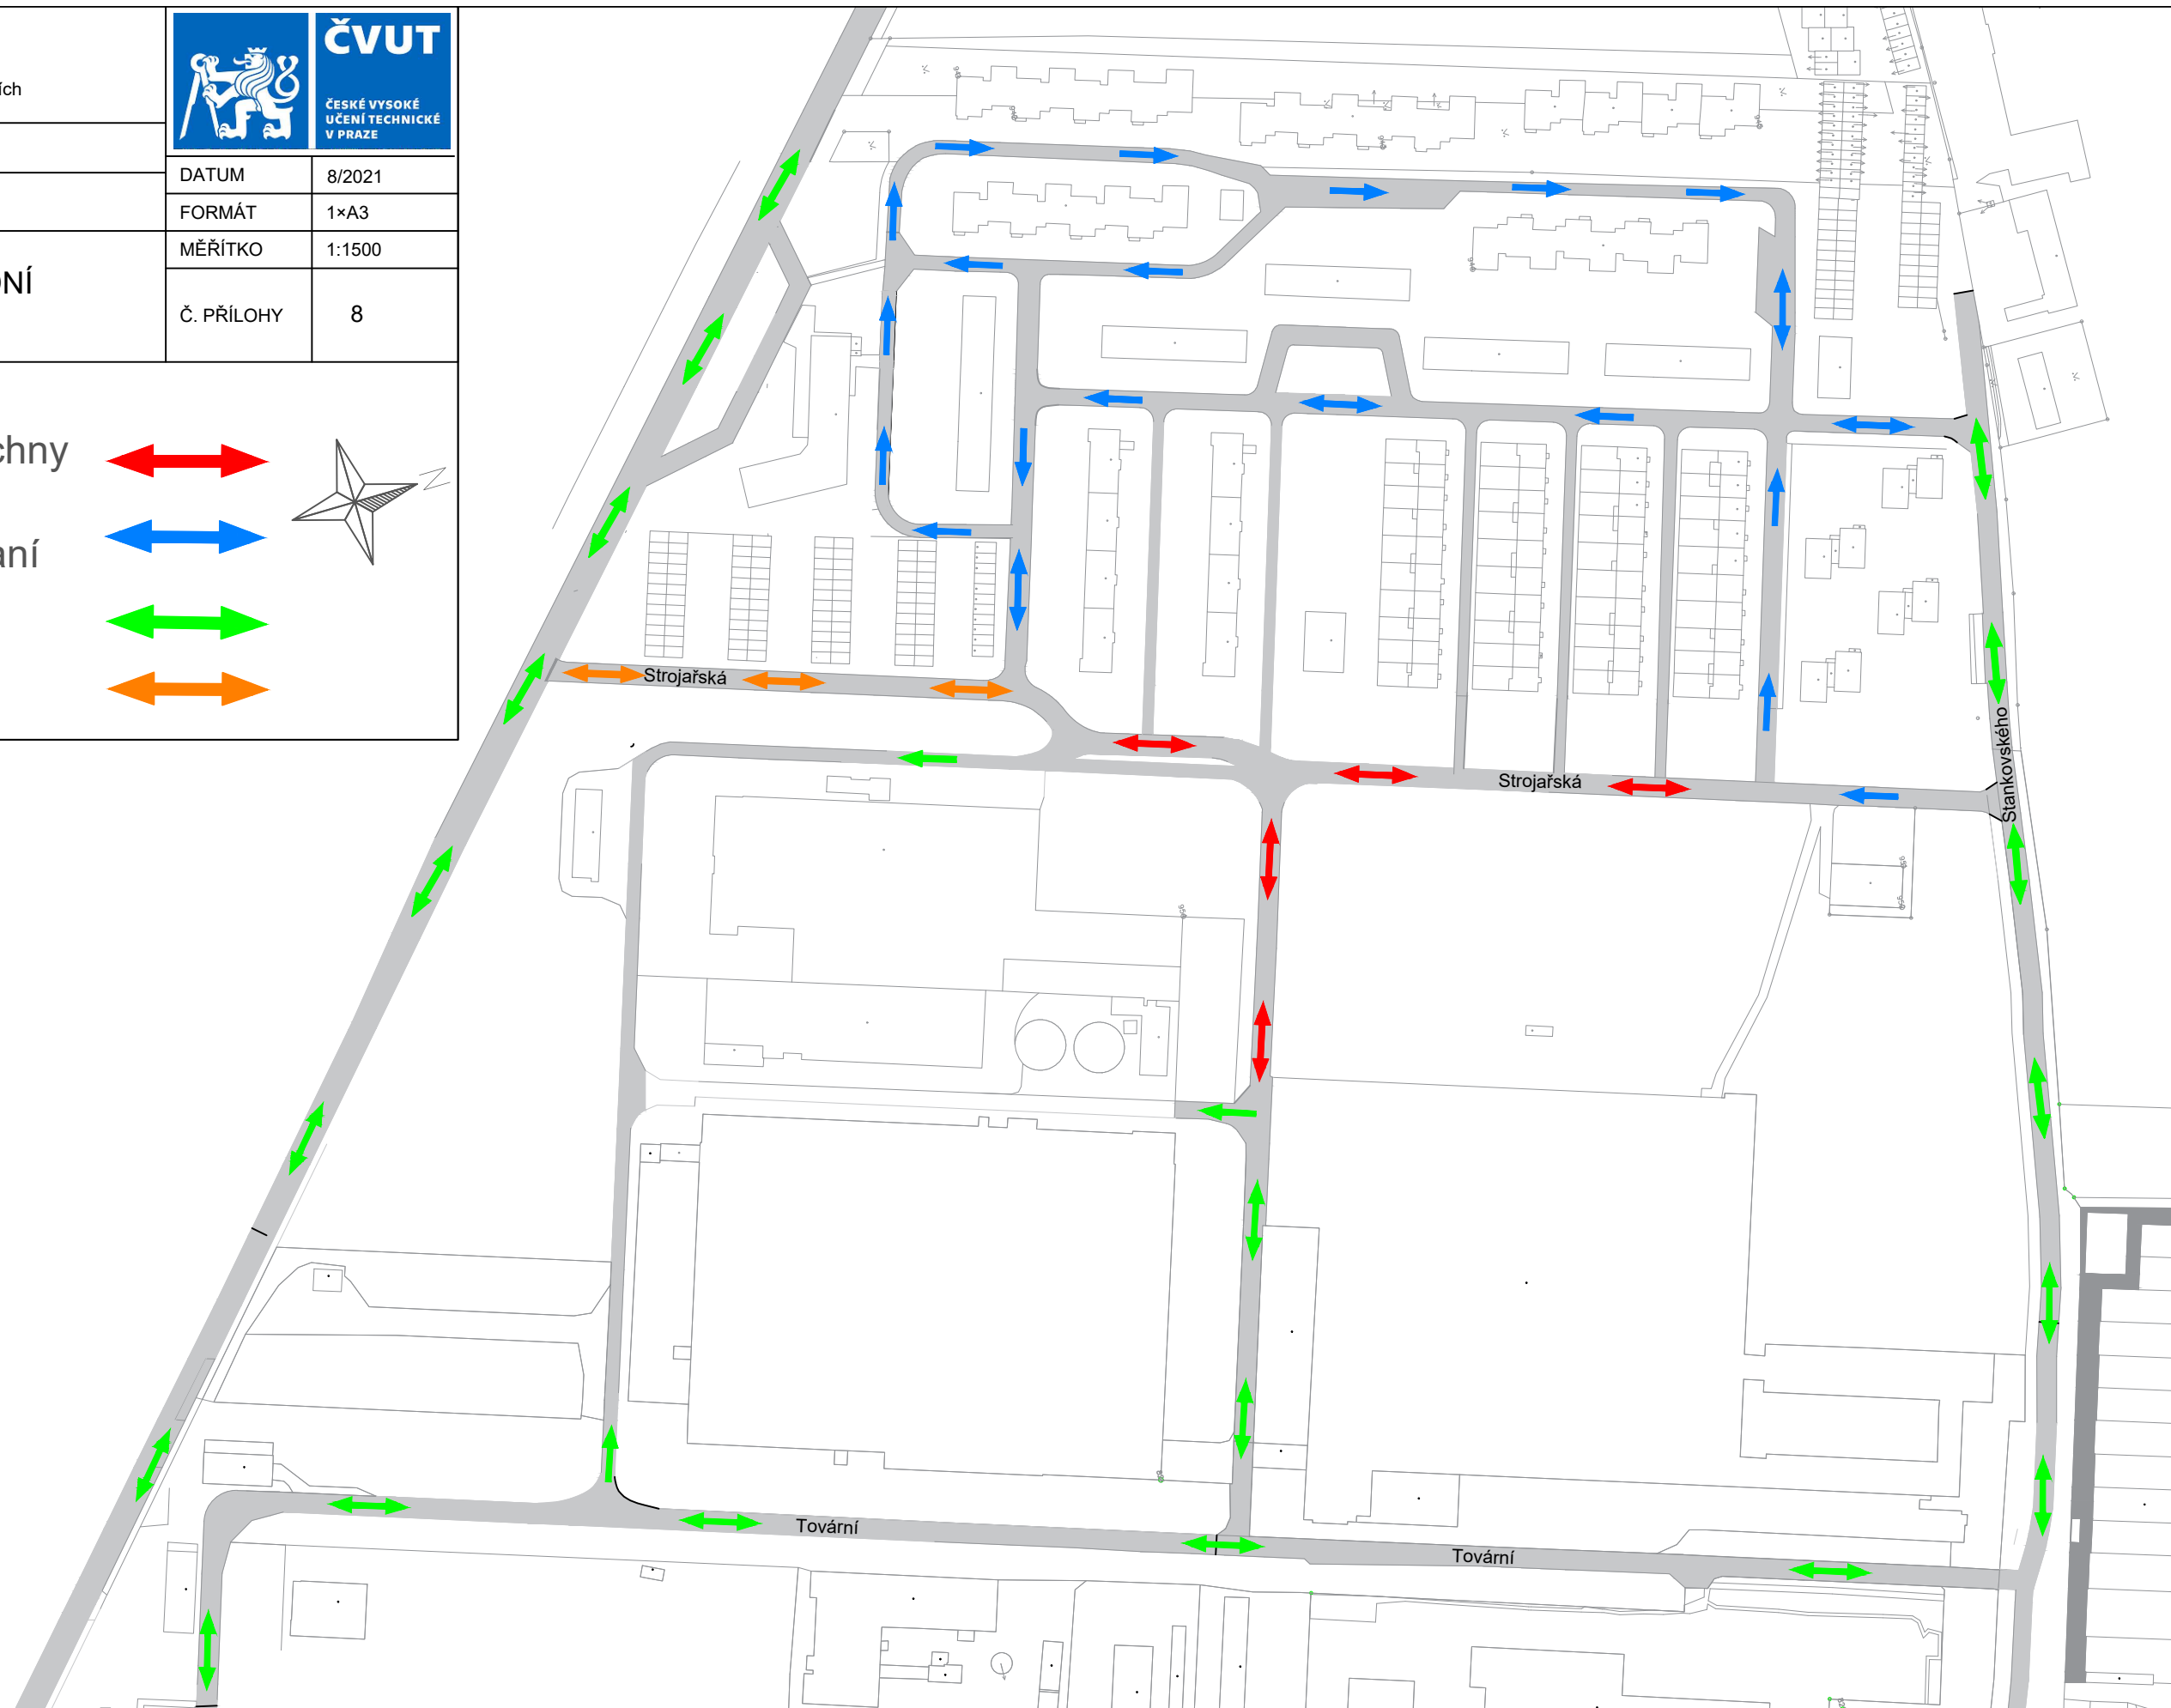 ích
ČVUT
ČESKÉ VYSOKÉ
UČENÍ TECHNICKÉ
V PRAZE
DATUM 8/2021
FORMÁT 1×A3
MĚŘÍTKO 1:1500
NÍ
Č. PŘÍLOHY 8
chny
aní
Z
Strojařská
Strojařská
Stankovského
Tovární
Tovární